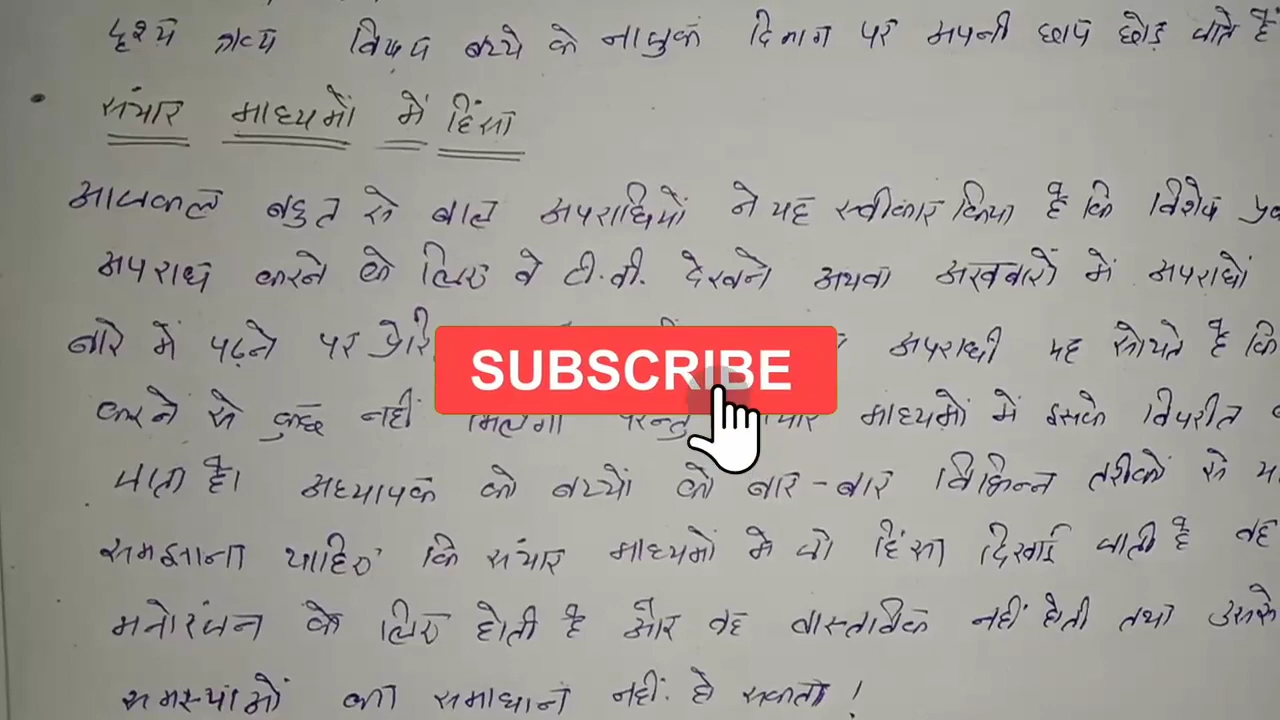 दृश्य श्रव्य विषय बच्चे के नाजुक दिमाग पर अपनी छाप छोड़ जाते हैं
संचार माध्यमों में हिंसा
आजकल बहुत से बाल अपराधियों ने यह स्वीकार किया है कि विशेष
अपराध करने के लिए वे टी.वी. देखने अथवा अखबारों में अपराधों
बारे में पढ़ने पर अपराधी यह सोचते है कि
करने से कुछ नहीं मिलेगा परन्तु माध्यमों में इसके विपरीत
जाता है। अध्यापक को बच्चों को बार-बार विभिन्न तरीकों से
समझाना चाहिए कि संचार माध्यमों मे जो हिंसा दिखाई जाती है वह
मनोरंजन के लिए होती है और वह वास्तविक नहीं होती तथा उससे
समस्याओं का समाधान नहीं हो सकता!
SUBSCRIBE